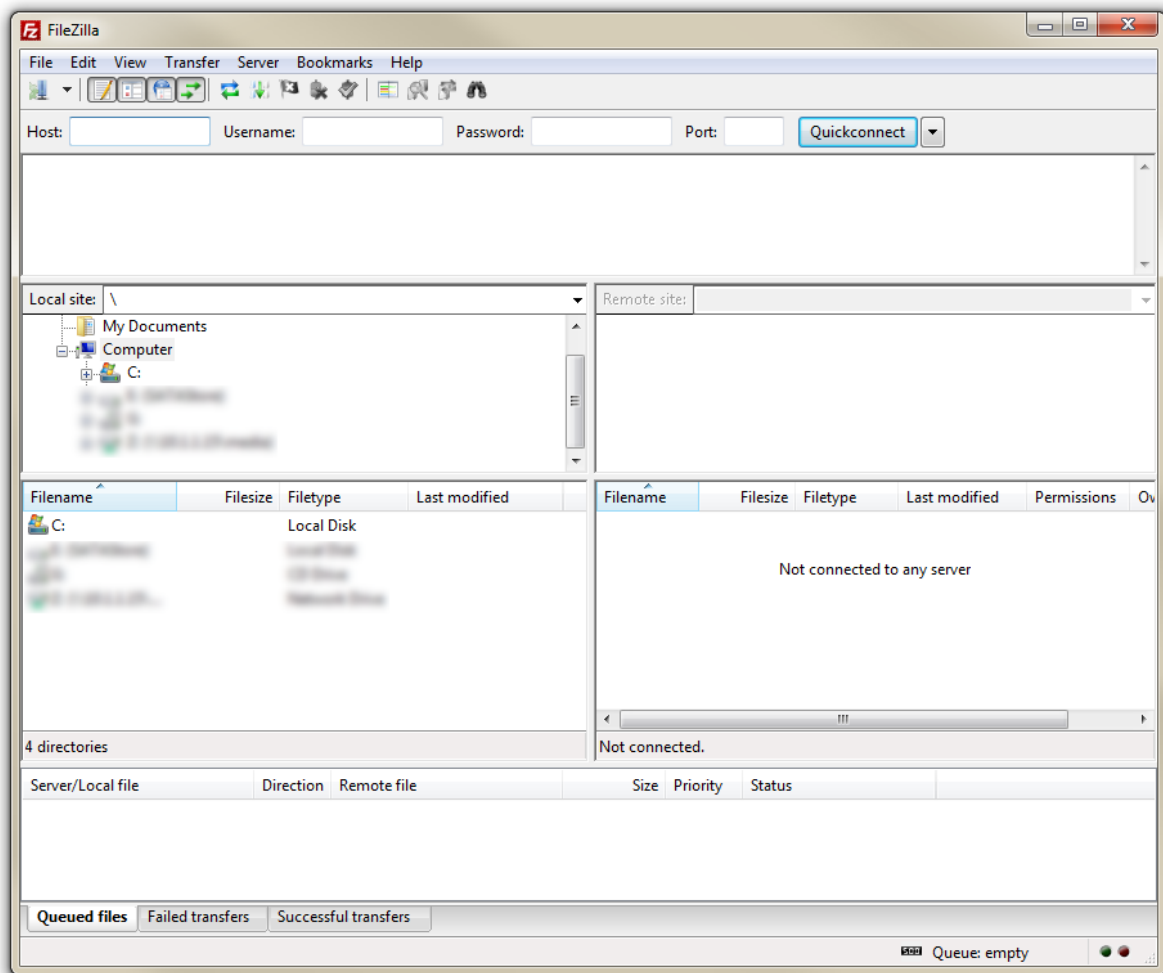 FileZilla
File Edit View Transfer Server Bookmarks Help
Host: Username: Password: Port: Quickconnect
Local site: \ Remote site:
My Documents
Computer
C:
Filename Filesize Filetype Last modified
C: Local Disk
4 directories
Filename Filesize Filetype Last modified Permissions Ov
Not connected to any server
Not connected.
Server/Local file Direction Remote file Size Priority Status
Queued files Failed transfers Successful transfers
Queue: empty